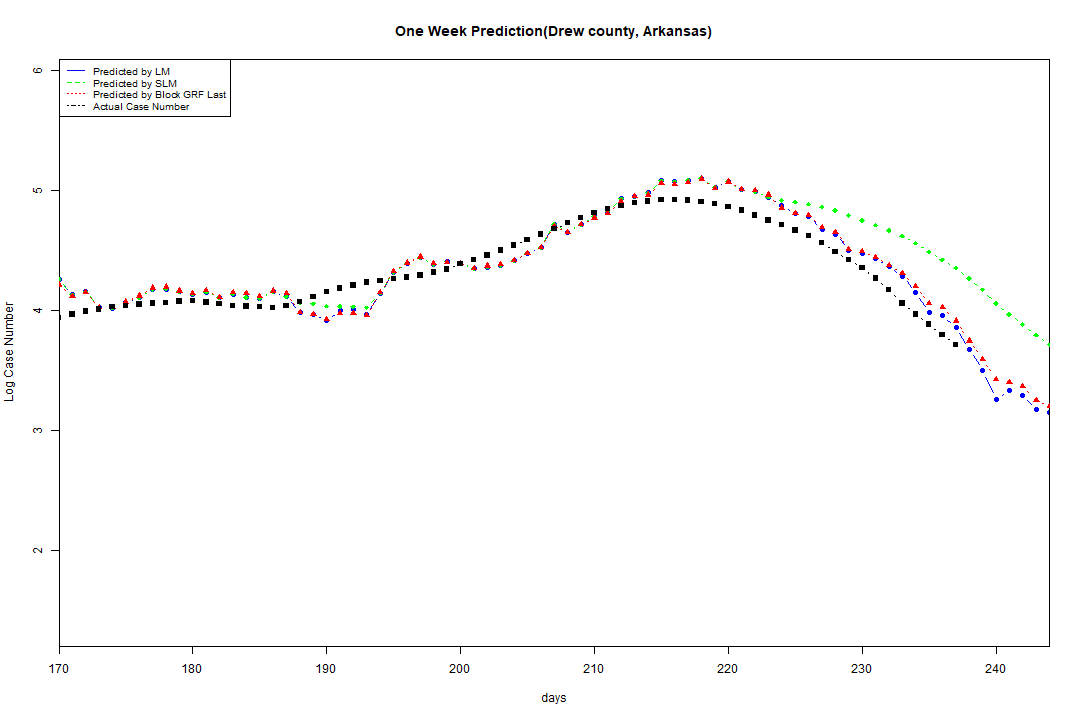 One Week Prediction(Drew county, Arkansas)
Predicted by LM
Predicted by SLM
Predicted by Block GRF Last
Actual Case Number
6
5
4
3
2
Log Case Number
170 180 190 200 210 220 230 240
days